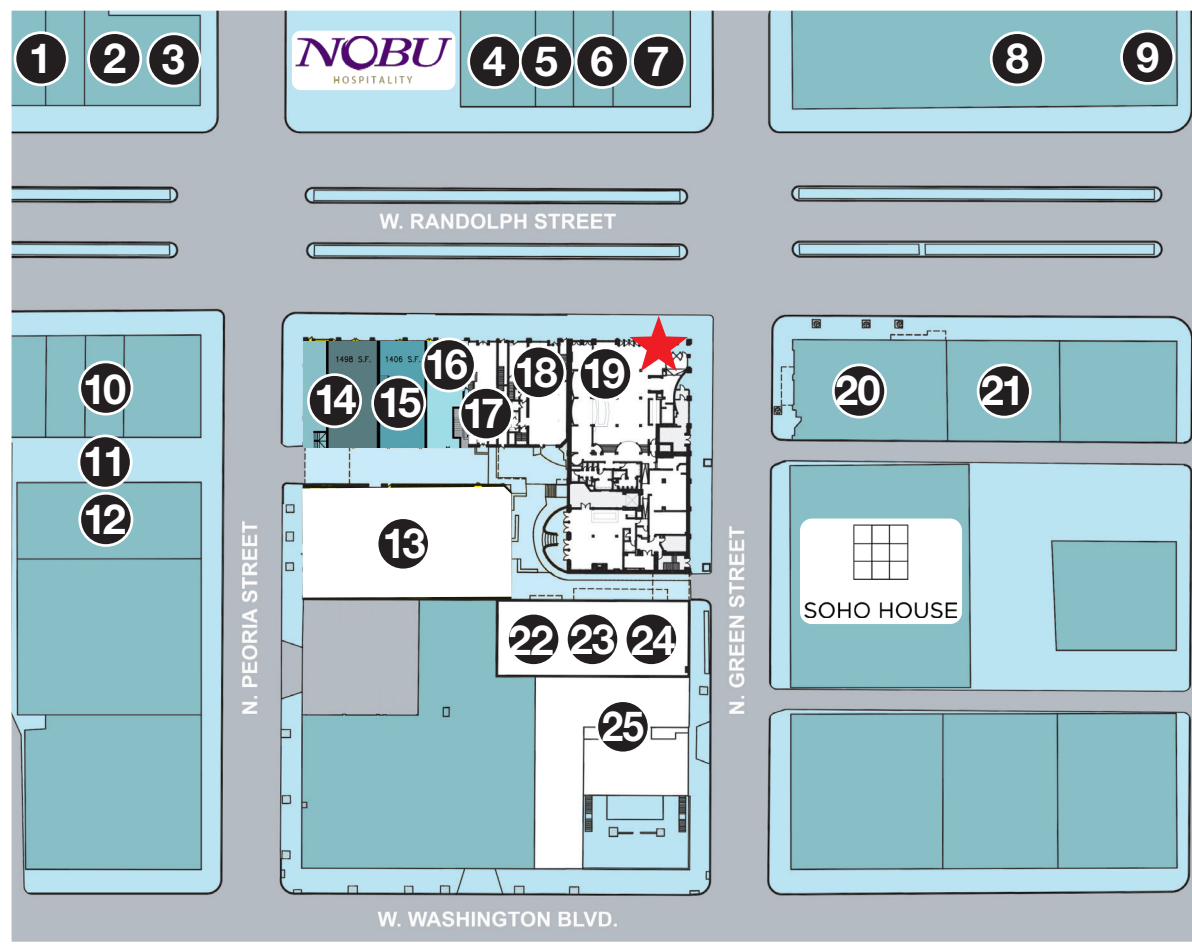 1
2
3
NOBU
HOSPITALITY
4
5
6
7
8
9
W. RANDOLPH STREET
10
11
12
1498 S.F.
14
1406 S.F.
15
16
17
18
19
20
21
13
N. PEORIA STREET
N. GREEN STREET
SOHO HOUSE
22
23
24
25
W. WASHINGTON BLVD.